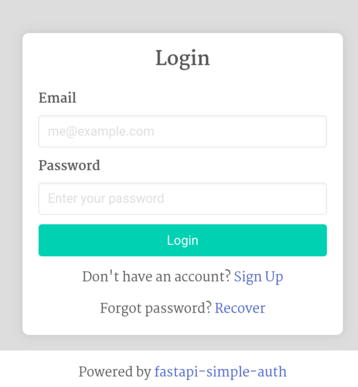 Login
Email
me@example.com
Password
Enter your password
Login
Don't have an account? Sign Up
Forgot password? Recover
Powered by fastapi-simple-auth